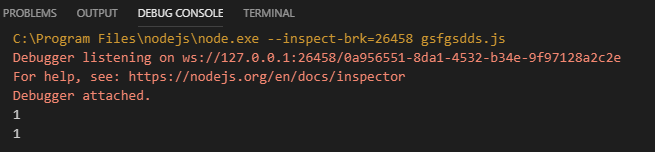 PROBLEMS OUTPUT DEBUG CONSOLE TERMINAL
C:\Program Files\nodejs\node.exe --inspect-brk=26458 gsfgsdds.js
Debugger listening on ws://127.0.0.1:26458/0a956551-8da1-4532-b34e-9f97128a2c2e
For help, see: https://nodejs.org/en/docs/inspector
Debugger attached.
1
1